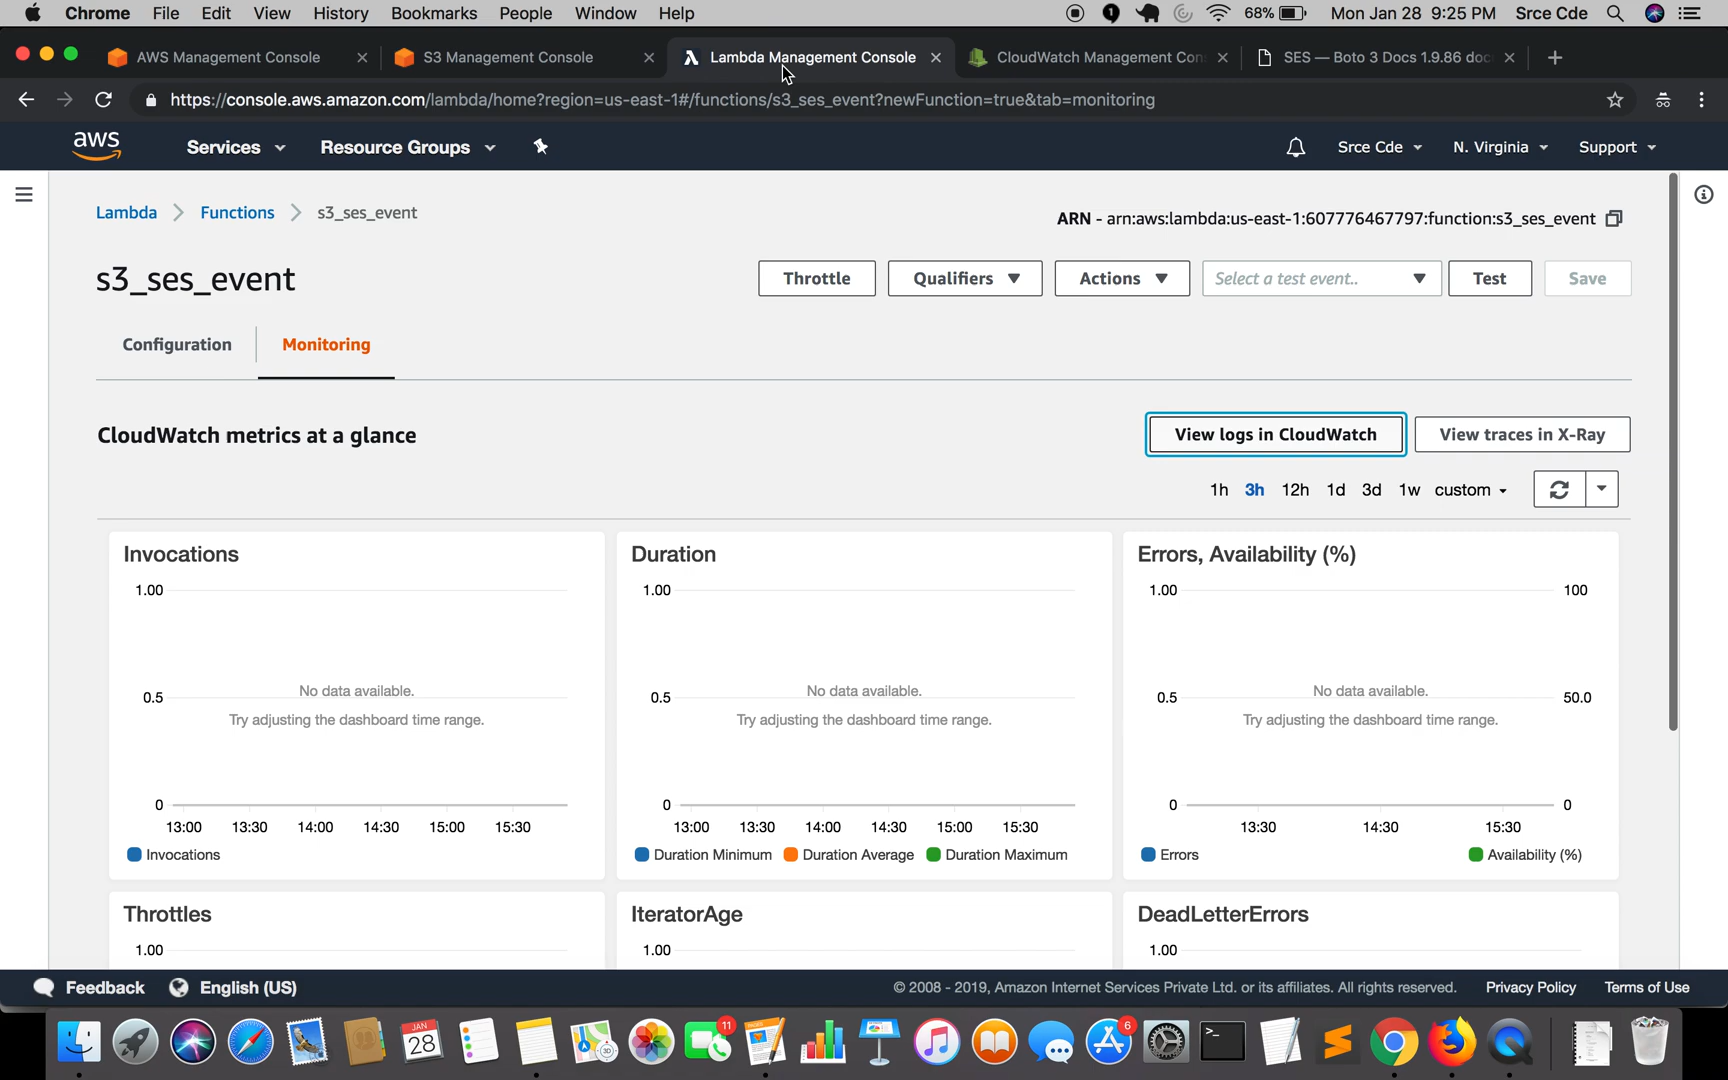 Chrome File Edit View History Bookmarks People Window Help 1 68% Mon Jan 28 9:25 PM Srce Cde
AWS Management Console S3 Management Console Lambda Management Console CloudWatch Management Con SES — Boto 3 Docs 1.9.86 doc
https://console.aws.amazon.com/lambda/home?region=us-east-1#/functions/s3_ses_event?newFunction=true&tab=monitoring
aws Services Resource Groups Srce Cde N. Virginia Support
Lambda Functions s3_ses_event
ARN - arn:aws:lambda:us-east-1:607776467797:function:s3_ses_event
s3_ses_event Throttle Qualifiers Actions Select a test event.. Test Save
Configuration Monitoring
CloudWatch metrics at a glance View logs in CloudWatch View traces in X-Ray
1h 3h 12h 1d 3d 1w custom
Invocations
1.00
0.5
No data available.
Try adjusting the dashboard time range.
0
13:00 13:30 14:00 14:30 15:00 15:30
Invocations
Duration
1.00
0.5
No data available.
Try adjusting the dashboard time range.
0
13:00 13:30 14:00 14:30 15:00 15:30
Duration Minimum Duration Average Duration Maximum
Errors, Availability (%)
1.00 100
0.5 50.0
No data available.
Try adjusting the dashboard time range.
0 0
13:30 14:30 15:30
Errors Availability (%)
Throttles
1.00
IteratorAge
1.00
DeadLetterErrors
1.00
Feedback English (US) © 2008 - 2019, Amazon Internet Services Private Ltd. or its affiliates. All rights reserved. Privacy Policy Terms of Use
JAN
28
11
6